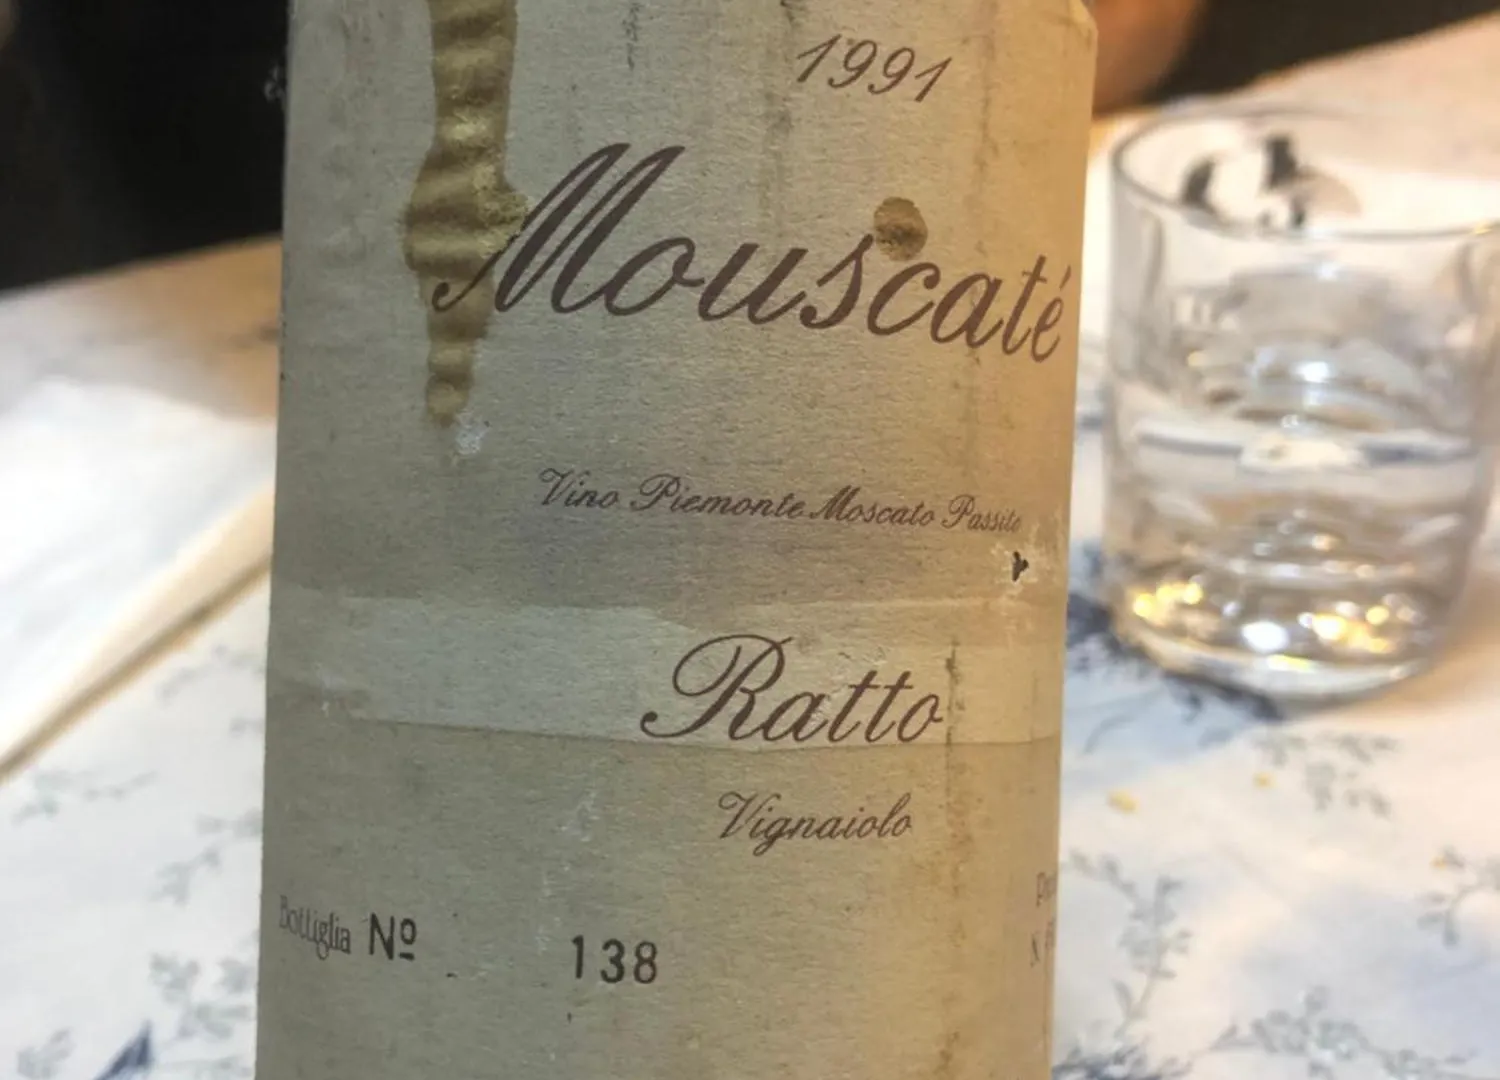 1991
Mouscaté
Vino Piemonte Moscato Passito
Ratto
Vignaiolo
Bottiglia Nº 138